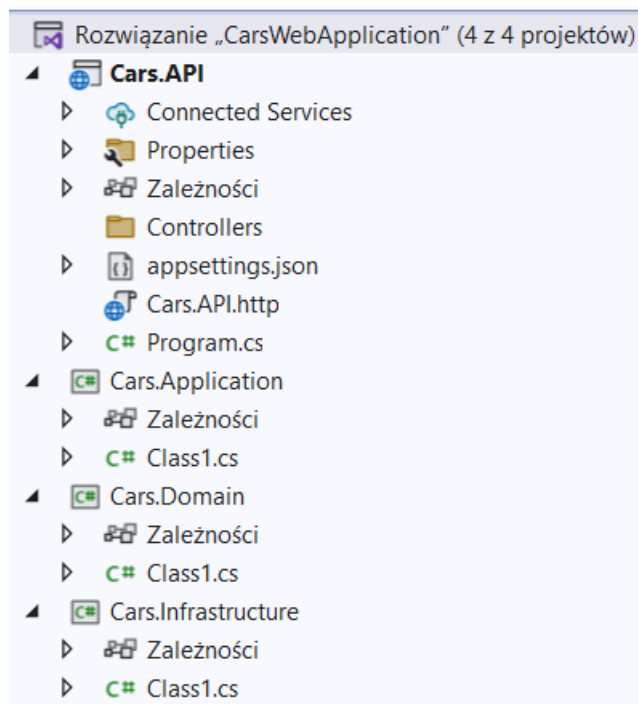 Rozwiązanie „CarsWebApplication” (4 z 4 projektów)
Cars.API
Connected Services
Properties
Zależności
Controllers
appsettings.json
Cars.API.http
C# Program.cs
C# Cars.Application
Zależności
C# Class1.cs
C# Cars.Domain
Zależności
C# Class1.cs
C# Cars.Infrastructure
Zależności
C# Class1.cs